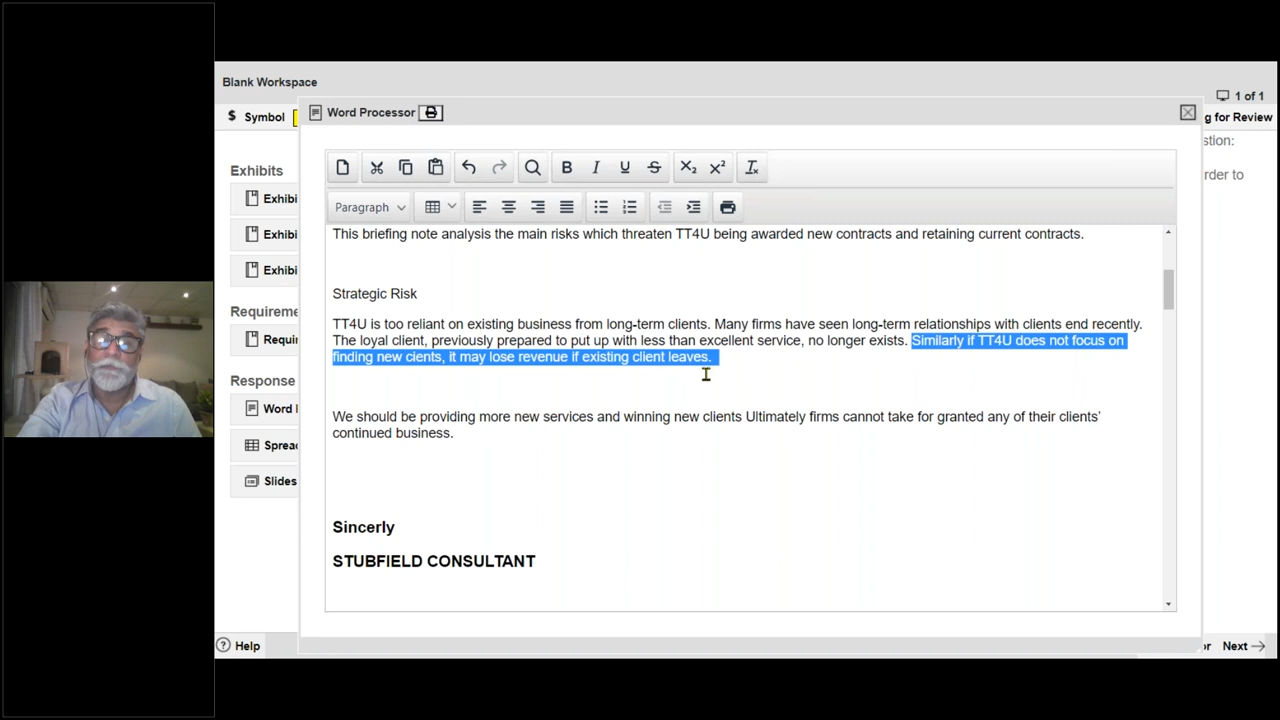 Blank Workspace
1 of 1
$ Symbol
g for Review
Word Processor
stion:
rder to
Exhibits
Exhibi
Exhibi
Exhibi
Requireme
Requir
Response
Word
Spread
Slides
B I U S X₂ X²
Paragraph
This briefing note analysis the main risks which threaten TT4U being awarded new contracts and retaining current contracts.
Strategic Risk
TT4U is too reliant on existing business from long-term clients. Many firms have seen long-term relationships with clients end recently.
The loyal client, previously prepared to put up with less than excellent service, no longer exists. Similarly if TT4U does not focus on
finding new cients, it may lose revenue if existing client leaves.
We should be providing more new services and winning new clients Ultimately firms cannot take for granted any of their clients'
continued business.
Sincerly
STUBFIELD CONSULTANT
Help
or
Next